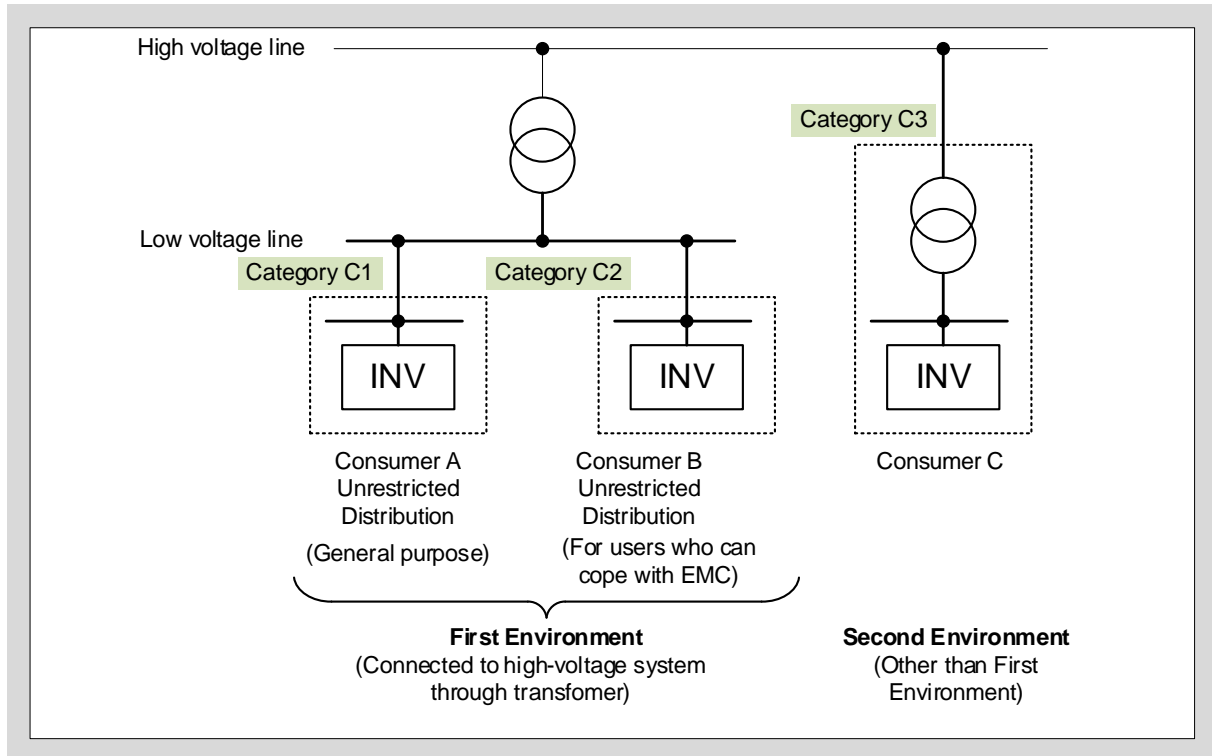 High voltage line
Category C3
Low voltage line
Category C1
Category C2
INV
INV
INV
Consumer A
Unrestricted
Distribution
(General purpose)
Consumer B
Unrestricted
Distribution
(For users who can
cope with EMC)
Consumer C
First Environment
(Connected to high-voltage system
through transfomer)
Second Environment
(Other than First
Environment)